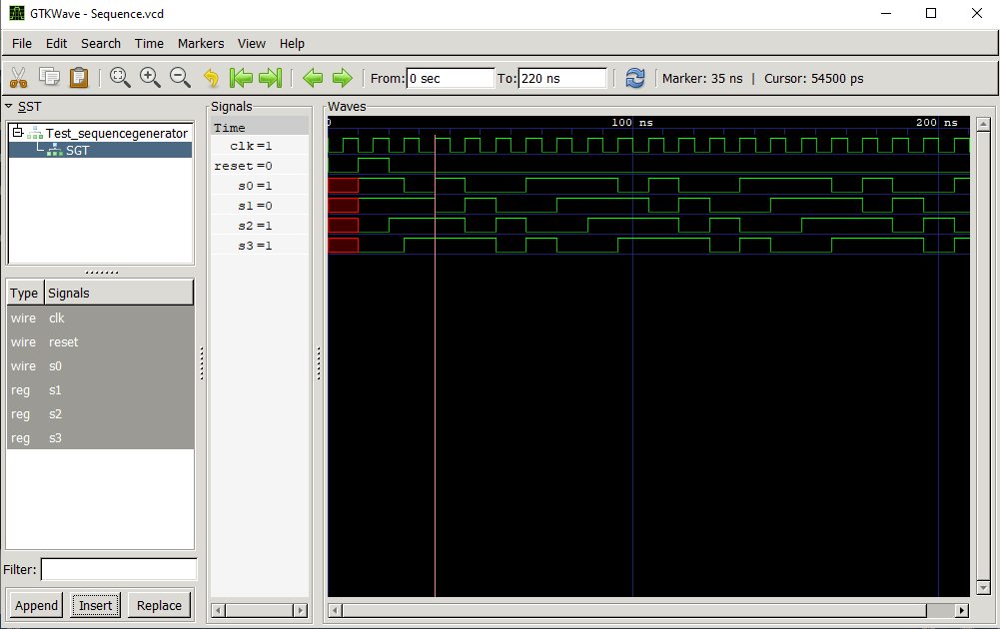 GTKWave - Sequence.vcd
File Edit Search Time Markers View Help
From: 0 sec To: 220 ns Marker: 35 ns | Cursor: 54500 ps
SST
Test_sequencegenerator
SGT
Type Signals
wire clk
wire reset
wire s0
reg s1
reg s2
reg s3
Filter:
Append Insert Replace
Signals
Time
clk=1
reset=0
s0=1
s1=0
s2=1
s3=1
Waves
0 100 ns 200 ns